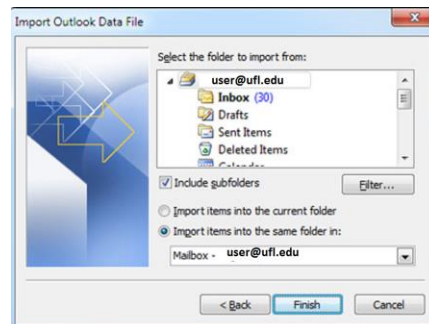 Import Outlook Data File
Select the folder to import from:
user@ufl.edu
Inbox (30)
Drafts
Sent Items
Deleted Items
Calendar
Include subfolders
Filter...
Import items into the current folder
Import items into the same folder in:
Mailbox - user@ufl.edu
< Back Finish Cancel